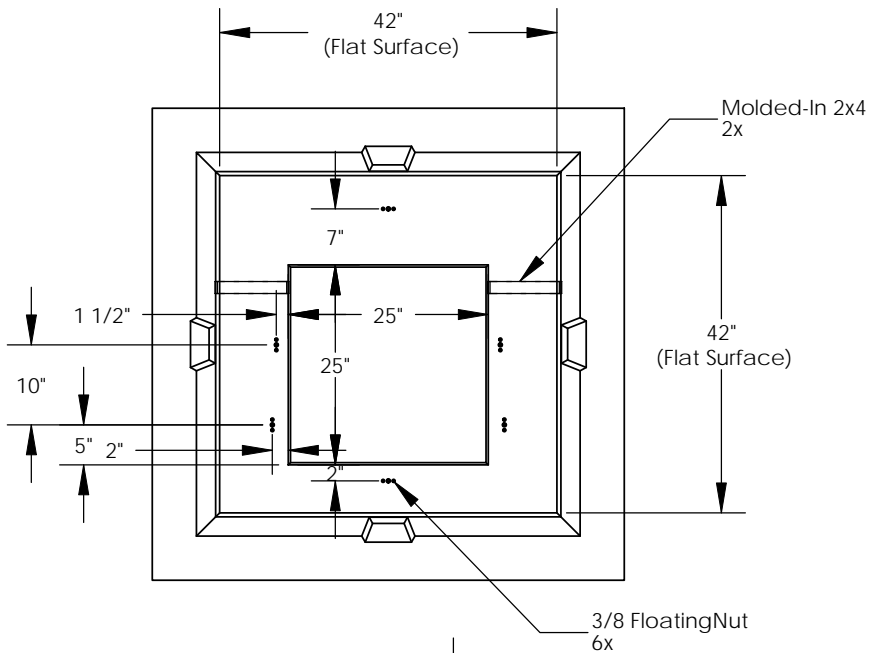 42"
(Flat Surface)
Molded-In 2x4
2x
7"
1 1/2"
25"
42"
(Flat Surface)
25"
10"
5"
2"
2"
3/8 FloatingNut
6x